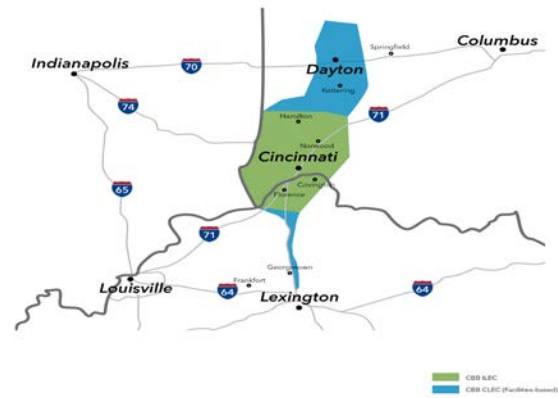 Springfield
Columbus
Indianapolis
70
Dayton
Kettering
74
71
Hamilton
Norwood
Cincinnati
65
Covington
Florence
71
Georgetown
Frankfort
Louisville
64
64
Lexington
CBB ILEC
CBB CLEC (Facilities-based)